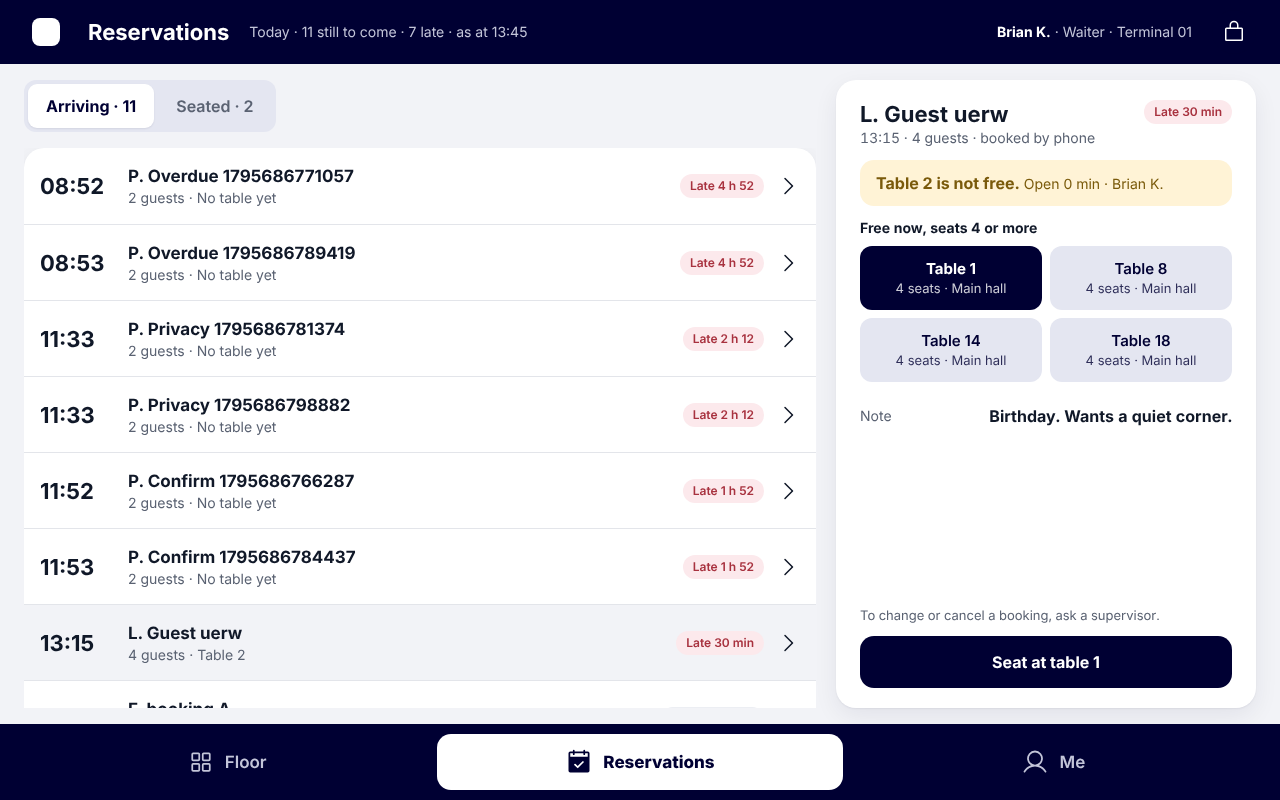 Reservations
Today · 11 still to come · 7 late · as at 13:45
Brian K. · Waiter · Terminal 01
Arriving · 11
Seated · 2
08:52
P. Overdue 1795686771057
2 guests · No table yet
Late 4 h 52
08:53
P. Overdue 1795686789419
2 guests · No table yet
Late 4 h 52
11:33
P. Privacy 1795686781374
2 guests · No table yet
Late 2 h 12
11:33
P. Privacy 1795686798882
2 guests · No table yet
Late 2 h 12
11:52
P. Confirm 1795686766287
2 guests · No table yet
Late 1 h 52
11:53
P. Confirm 1795686784437
2 guests · No table yet
Late 1 h 52
13:15
L. Guest uerw
4 guests · Table 2
Late 30 min
booking A
L. Guest uerw
Late 30 min
13:15 · 4 guests · booked by phone
Table 2 is not free. Open 0 min · Brian K.
Free now, seats 4 or more
Table 1
4 seats · Main hall
Table 8
4 seats · Main hall
Table 14
4 seats · Main hall
Table 18
4 seats · Main hall
Note
Birthday. Wants a quiet corner.
To change or cancel a booking, ask a supervisor.
Seat at table 1
Floor
Reservations
Me